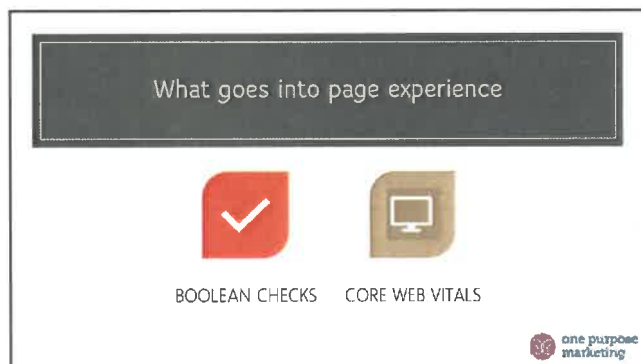 What goes into page experience
BOOLEAN CHECKS
CORE WEB VITALS
one purpose
marketing